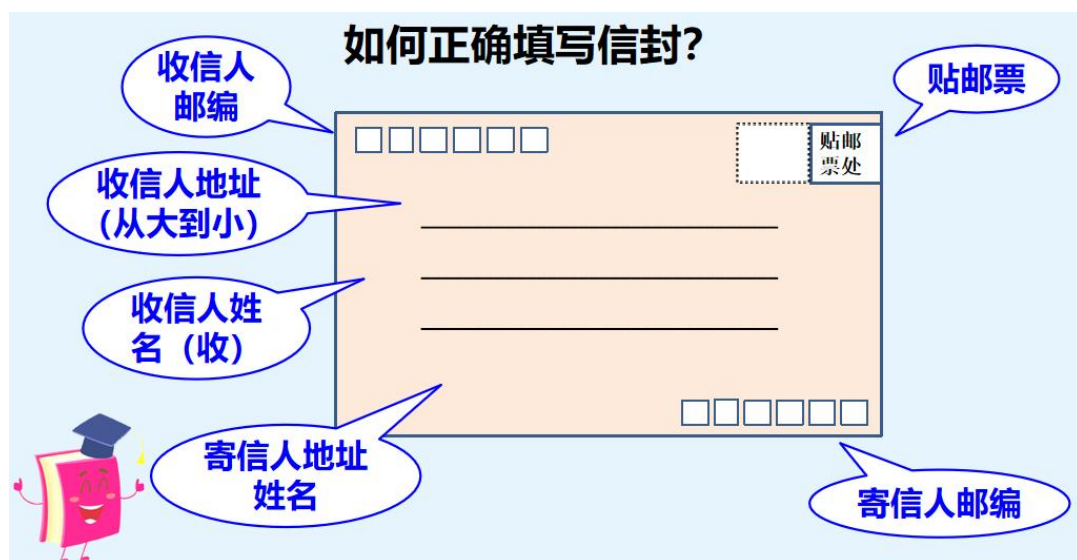 如何正确填写信封?
收信人
邮编
贴邮票
贴邮
票处
收信人地址
(从大到小)
收信人姓
名(收)
寄信人地址
姓名
寄信人邮编